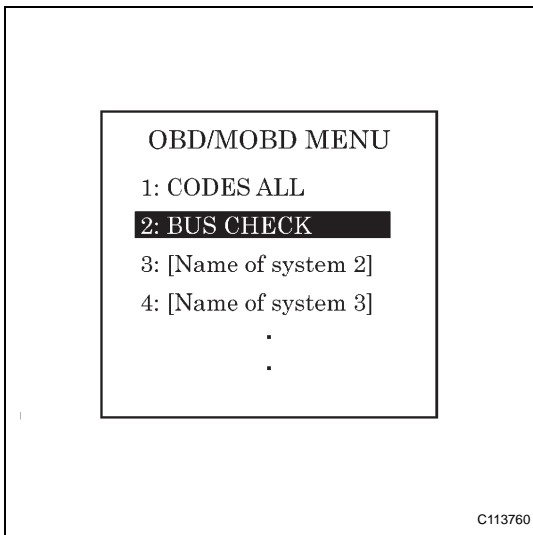 OBD/MOBD MENU
1: CODES ALL
2: BUS CHECK
3: [Name of system 2]
4: [Name of system 3]
.
.
C113760